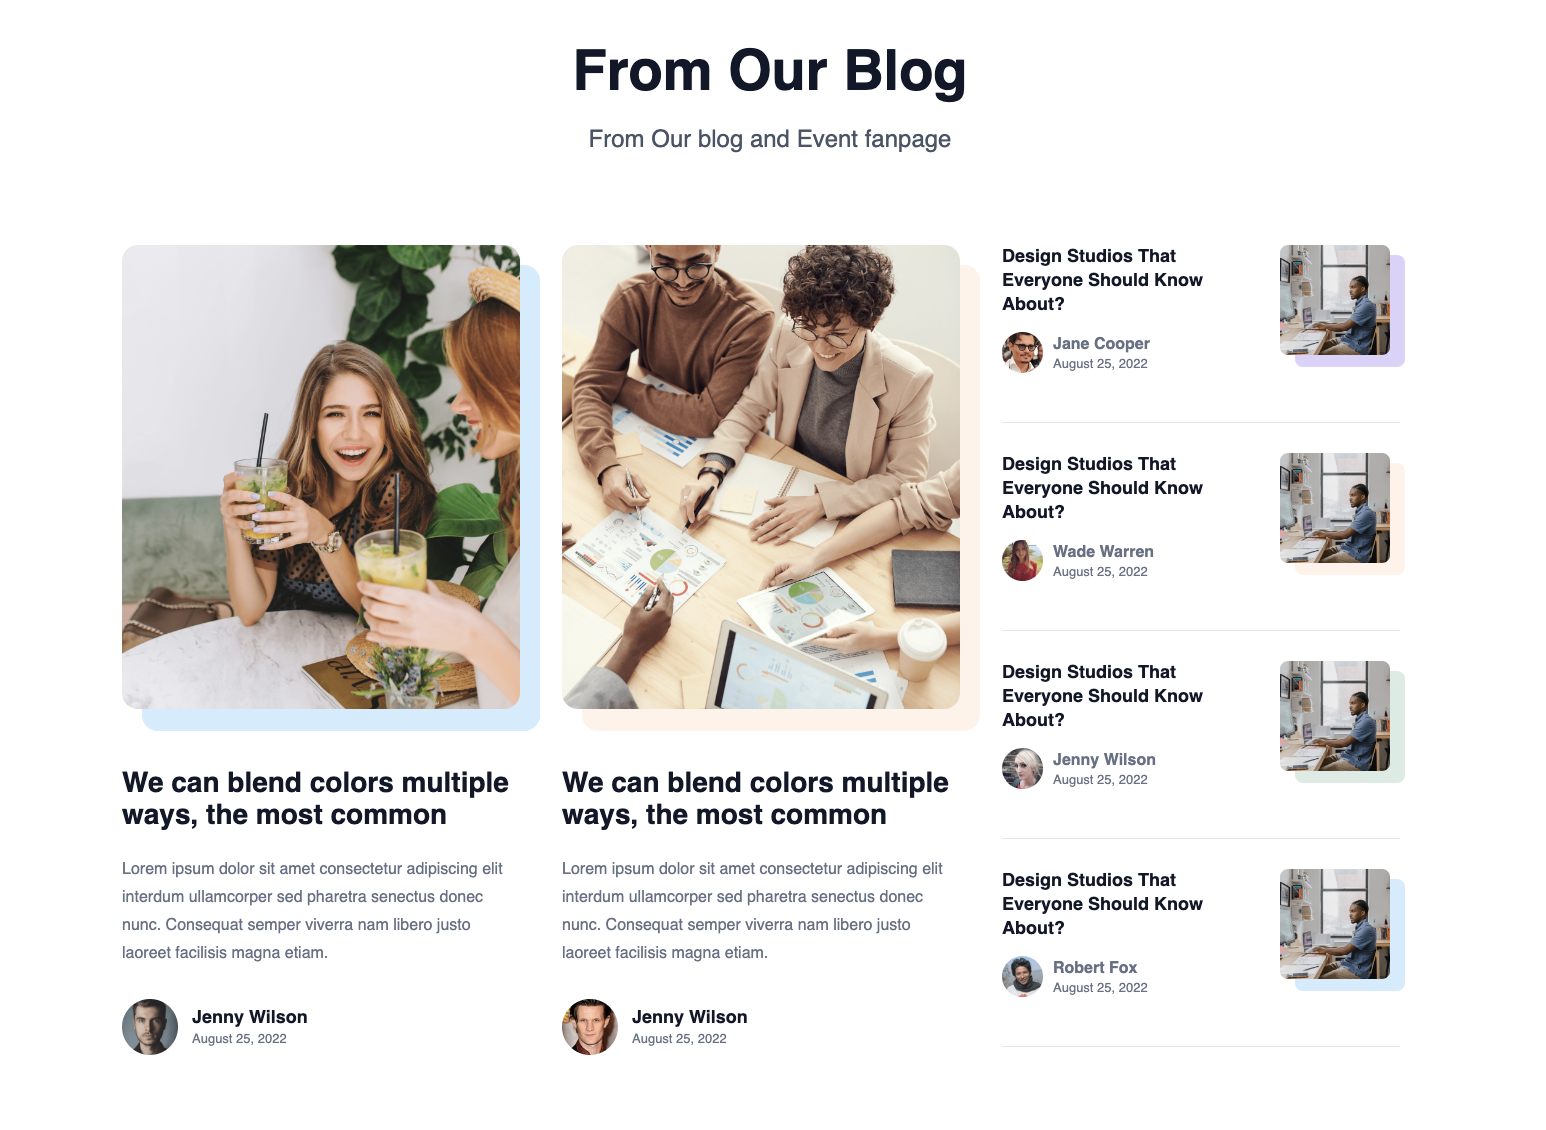 From Our Blog
From Our blog and Event fanpage
We can blend colors multiple
ways, the most common
Lorem ipsum dolor sit amet consectetur adipiscing elit
interdum ullamcorper sed pharetra senectus donec
nunc. Consequat semper viverra nam libero justo
laoreet facilisis magna etiam.
Jenny Wilson
August 25, 2022
We can blend colors multiple
ways, the most common
Lorem ipsum dolor sit amet consectetur adipiscing elit
interdum ullamcorper sed pharetra senectus donec
nunc. Consequat semper viverra nam libero justo
laoreet facilisis magna etiam.
Jenny Wilson
August 25, 2022
Design Studios That
Everyone Should Know
About?
Jane Cooper
August 25, 2022
Design Studios That
Everyone Should Know
About?
Wade Warren
August 25, 2022
Design Studios That
Everyone Should Know
About?
Jenny Wilson
August 25, 2022
Design Studios That
Everyone Should Know
About?
Robert Fox
August 25, 2022